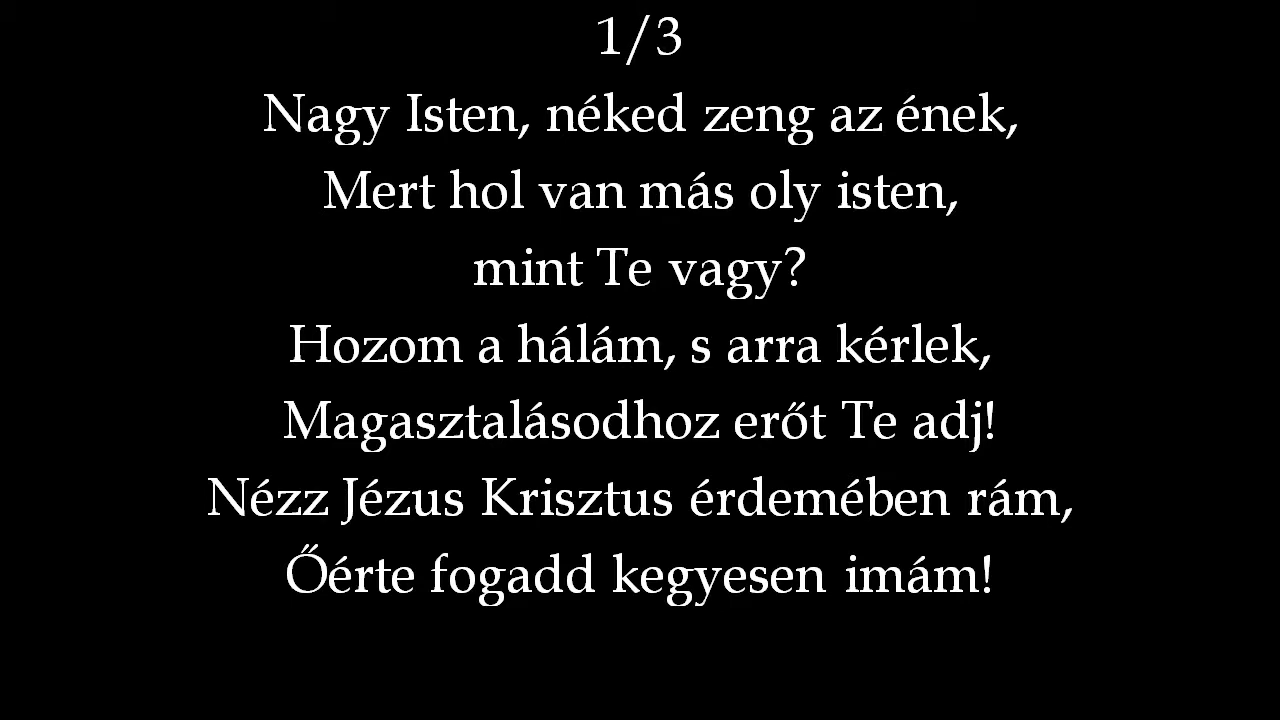 1/3
Nagy Isten, néked zeng az ének,
Mert hol van más oly isten,
mint Te vagy?
Hozom a hálám, s arra kérlek,
Magasztalásodhoz erőt Te adj!
Nézz Jézus Krisztus érdemében rám,
Őérte fogadd kegyesen imám!